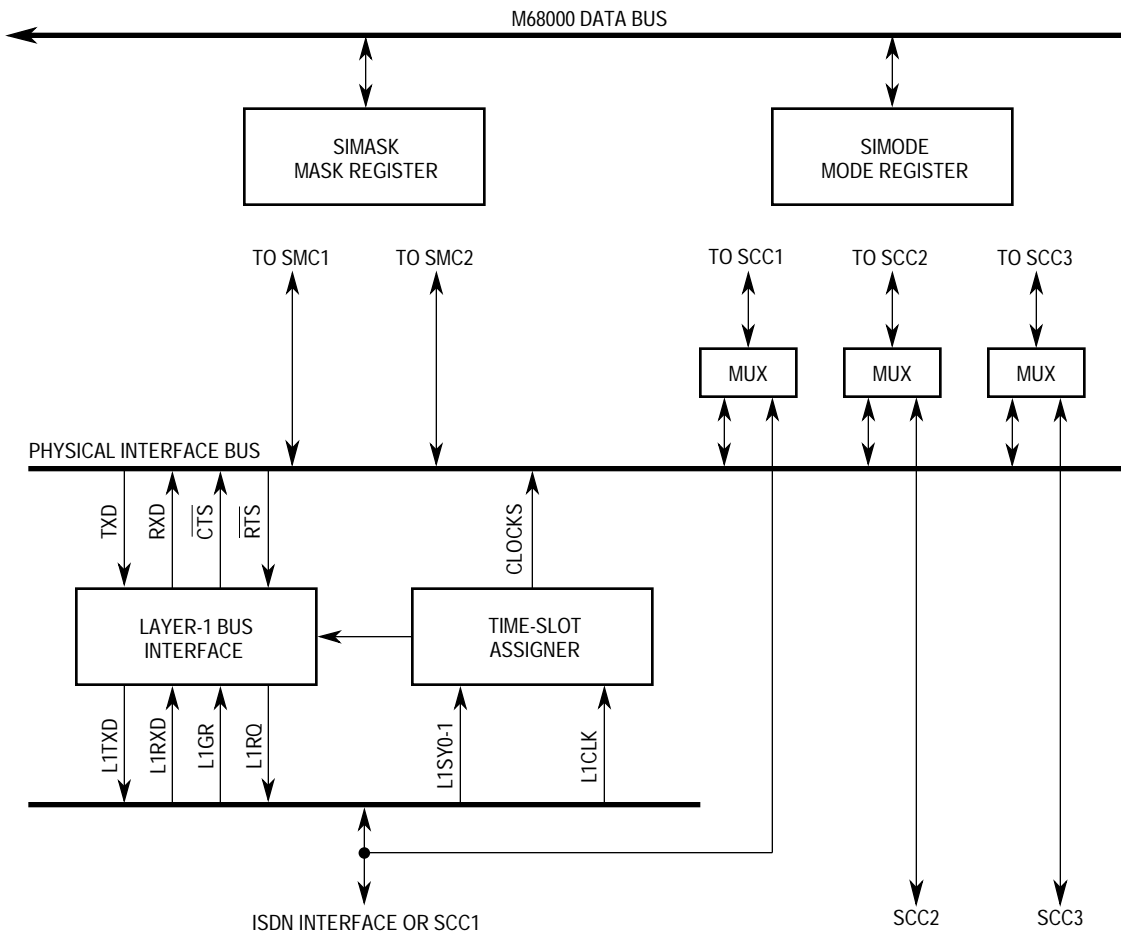 M68000 DATA BUS
SIMASK
MASK REGISTER
SIMODE
MODE REGISTER
TO SMC1
TO SMC2
TO SCC1
TO SCC2
TO SCC3
MUX
MUX
MUX
PHYSICAL INTERFACE BUS
TXD
RXD
CTS
RTS
CLOCKS
LAYER-1 BUS
INTERFACE
TIME-SLOT
ASSIGNER
L1TXD
L1RXD
L1GR
L1RQ
L1SY0-1
L1CLK
ISDN INTERFACE OR SCC1
SCC2
SCC3